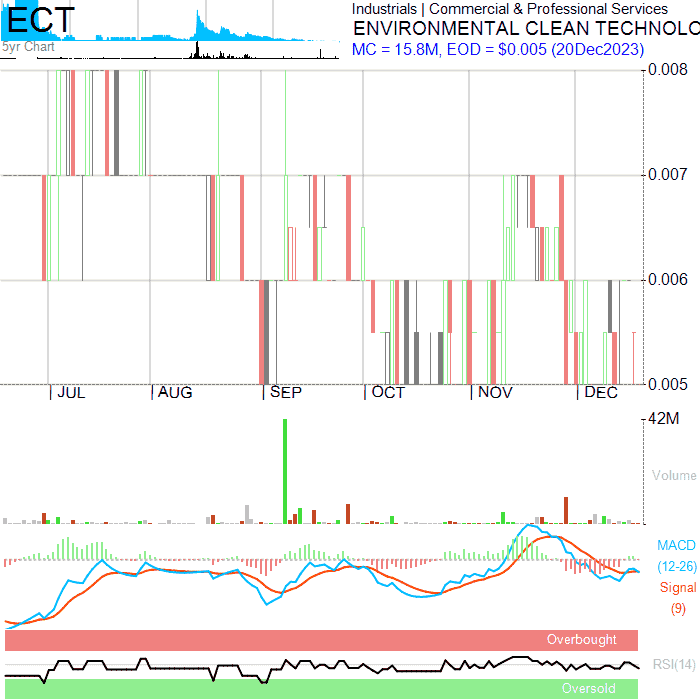 ECT
5yr Chart
Industrials | Commercial & Professional Services
ENVIRONMENTAL CLEAN TECHNOLO
MC = 15.8M, EOD = $0.005 (20Dec2023)
0.008
0.007
0.006
0.005
JUL AUG SEP OCT NOV DEC
42M
Volume
MACD
(12-26)
Signal
(9)
Overbought
RSI(14)
Oversold